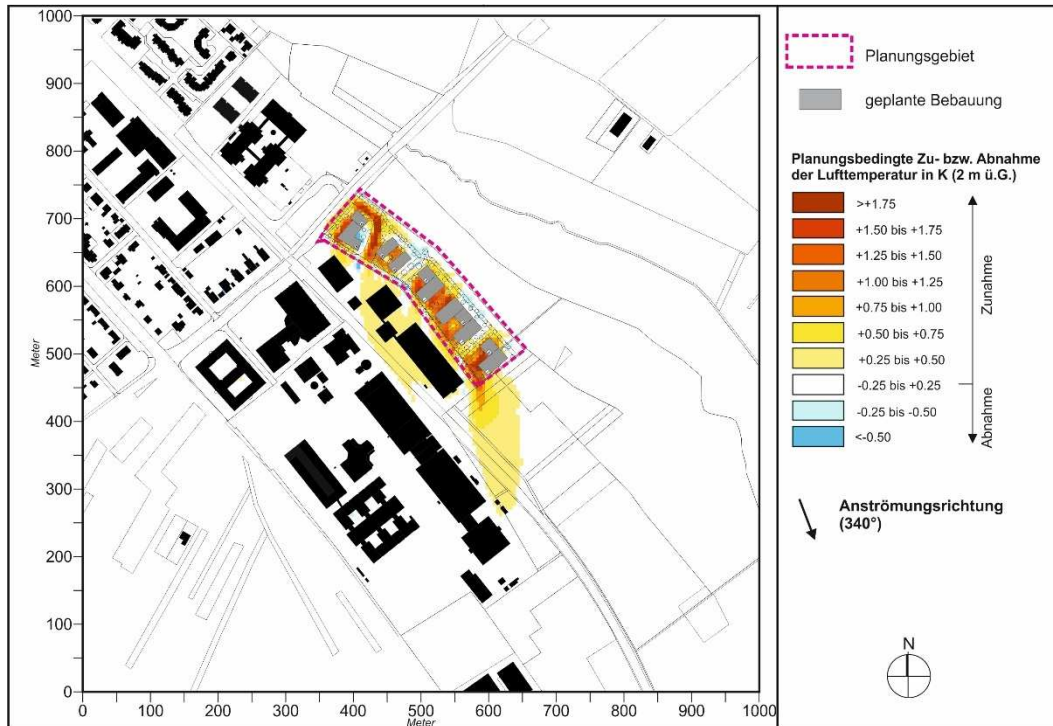 1000
900
800
700
600
500
400
300
200
100
0
Meter
0 100 200 300 400 500 600 700 800 900 1000
Meter
Planungsgebiet
geplante Bebauung
Planungsbedingte Zu- bzw. Abnahme
der Lufttemperatur in K (2 m ü.G.)
>+1.75
+1.50 bis +1.75
+1.25 bis +1.50
+1.00 bis +1.25
+0.75 bis +1.00
+0.50 bis +0.75
+0.25 bis +0.50
-0.25 bis +0.25
-0.25 bis -0.50
<-0.50
Zunahme
Abnahme
Anströmungsrichtung
(340°)
N